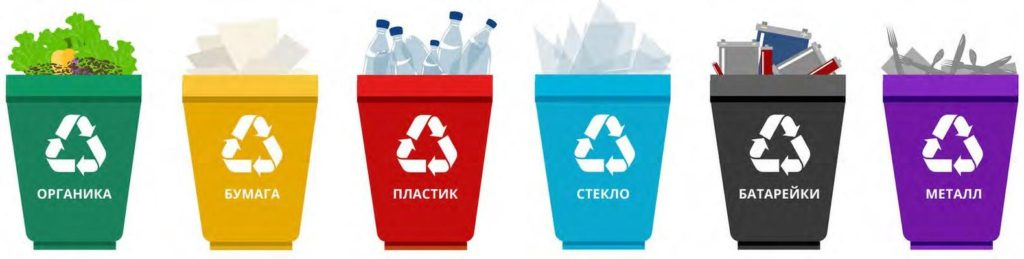 ОРГАНИКА
БУМАГА
ПЛАСТИК
СТЕКЛО
БАТАРЕЙКИ
МЕТАЛЛ